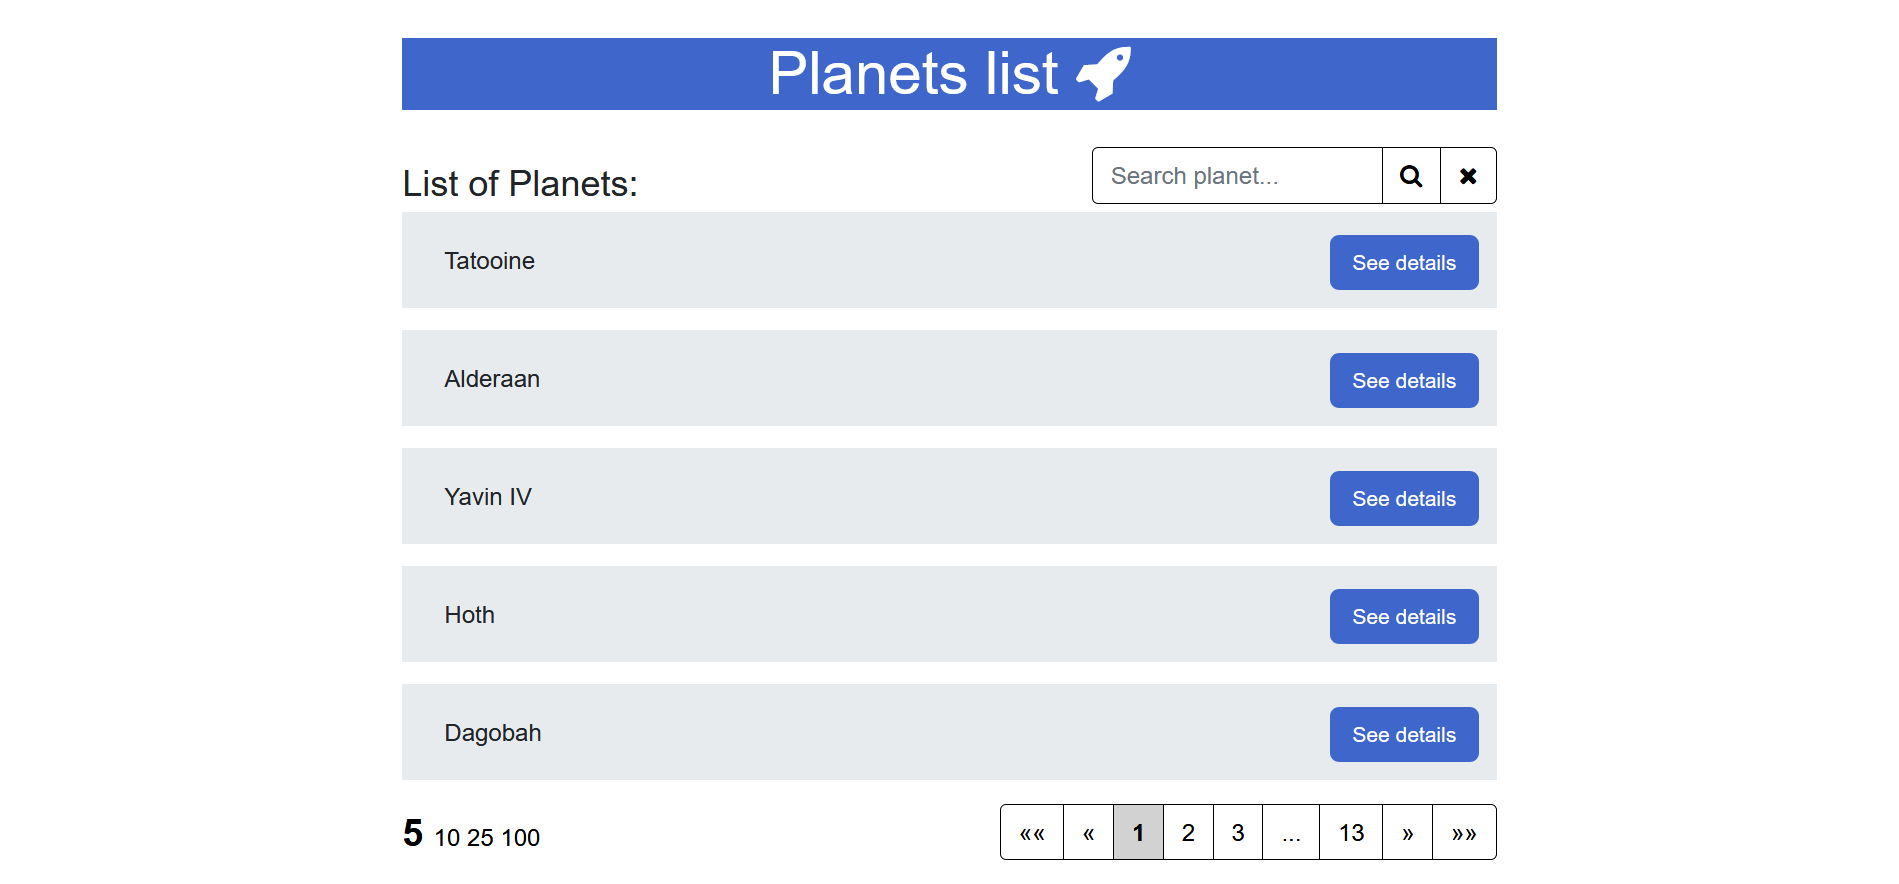 Planets list
List of Planets:
Search planet...
Tatooine See details
Alderaan See details
Yavin IV See details
Hoth See details
Dagobah See details
5 10 25 100 «« « 1 2 3 ... 13 » »»